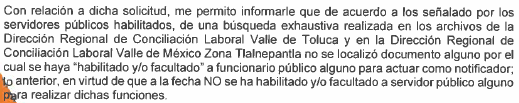 Con relación a dicha solicitud, me permito informarle que de acuerdo a los señalado por los
servidores públicos habilitados, de una búsqueda exhaustiva realizada en los archivos de la
Dirección Regional de Conciliación Laboral Valle de Toluca y en la Dirección Regional de
Conciliación Laboral Valle de México Zona Tlalnepantla no se localizó documento alguno por el
cual se haya "habilitado y/o facultado" a funcionario público alguno para actuar como notificador;
lo anterior, en virtud de que a la fecha NO se ha habilitado y/o facultado a servidor público alguno
para realizar dichas funciones.